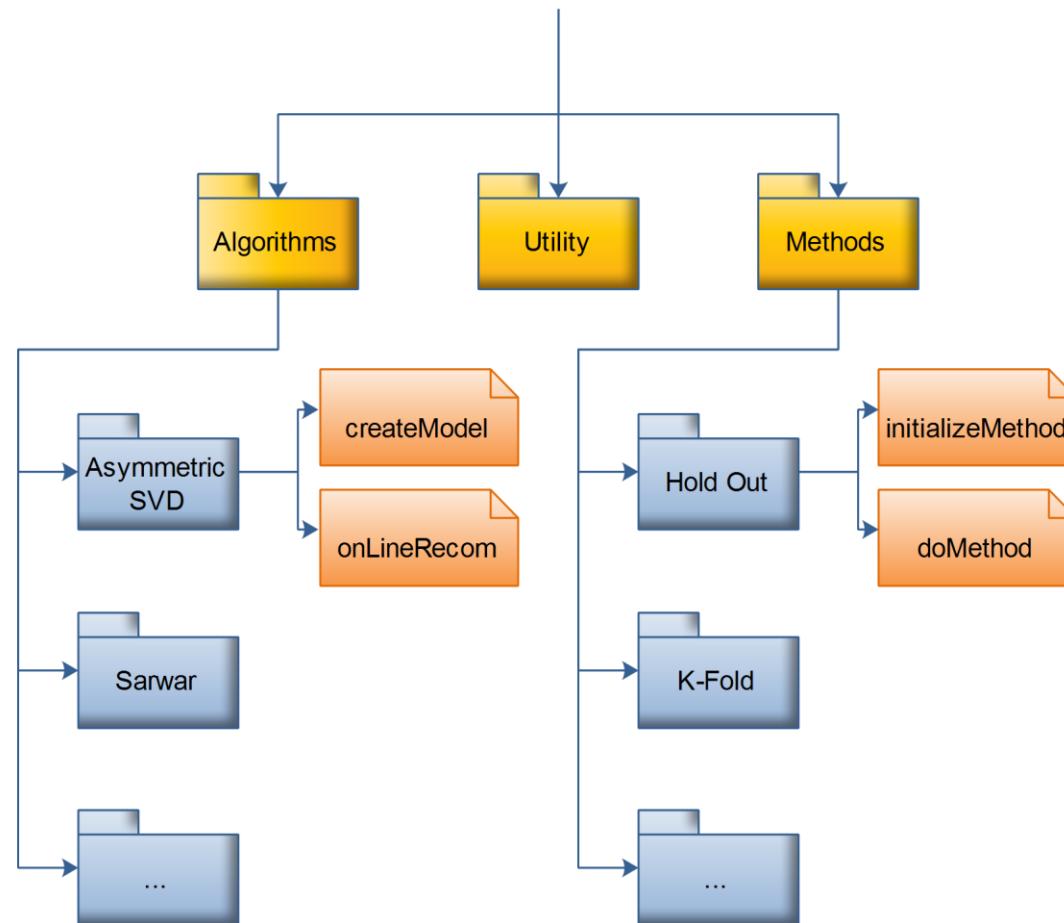 Algorithms
Utility
Methods
Asymmetric
SVD
createModel
onLineRecom
Sarwar
...
Hold Out
initializeMethod
doMethod
K-Fold
...